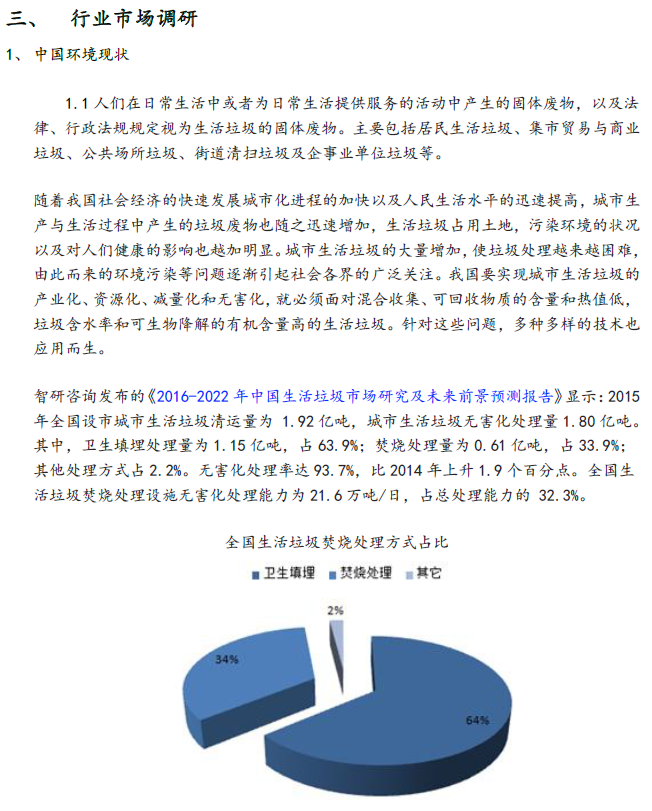 三、 行业市场调研
1、 中国环境现状
1.1 人们在日常生活中或者为日常生活提供服务的活动中产生的固体废物，以及法
律、行政法规规定视为生活垃圾的固体废物。主要包括居民生活垃圾、集市贸易与商业
垃圾、公共场所垃圾、街道清扫垃圾及企事业单位垃圾等。
随着我国社会经济的快速发展城市化进程的加快以及人民生活水平的迅速提高，城市生
产与生活过程中产生的垃圾废物也随之迅速增加，生活垃圾占用土地，污染环境的状况
以及对人们健康的影响也越加明显。城市生活垃圾的大量增加，使垃圾处理越来越困难，
由此而来的环境污染等问题逐渐引起社会各界的广泛关注。我国要实现城市生活垃圾的
产业化、资源化、减量化和无害化，就必须面对混合收集、可回收物质的含量和热值低，
垃圾含水率和可生物降解的有机含量高的生活垃圾。针对这些问题，多种多样的技术也
应用而生。
智研咨询发布的《2016-2022 年中国生活垃圾市场研究及未来前景预测报告》显示：2015
年全国设市城市生活垃圾清运量为 1.92 亿吨，城市生活垃圾无害化处理量 1.80 亿吨。
其中，卫生填埋处理量为 1.15 亿吨，占 63.9%；焚烧处理量为 0.61 亿吨，占 33.9%；
其他处理方式占 2.2%。无害化处理率达 93.7%，比 2014 年上升 1.9 个百分点。全国生
活垃圾焚烧处理设施无害化处理能力为 21.6 万吨/日，占总处理能力的 32.3%。
全国生活垃圾焚烧处理方式占比
卫生填埋 焚烧处理 其它
2%
34%
64%